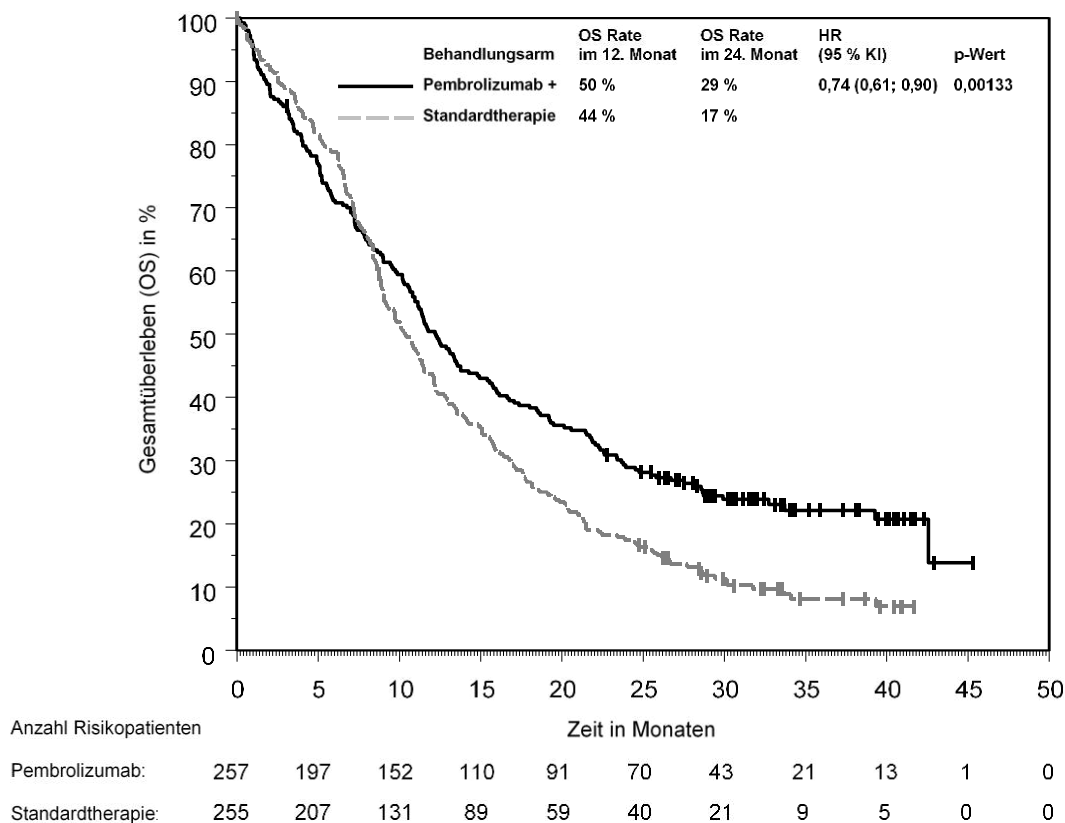 OS Rate OS Rate HR
Behandlungsarm im 12. Monat im 24. Monat (95 % KI) p-Wert
Pembrolizumab + 50 % 29 % 0,74 (0,61; 0,90) 0,00133
Standardtherapie 44 % 17 %
Gesamtüberleben (OS) in %
100
90
80
70
60
50
40
30
20
10
0
0 5 10 15 20 25 30 35 40 45 50
Zeit in Monaten
Anzahl Risikopatienten
Pembrolizumab: 257 197 152 110 91 70 43 21 13 1 0
Standardtherapie: 255 207 131 89 59 40 21 9 5 0 0